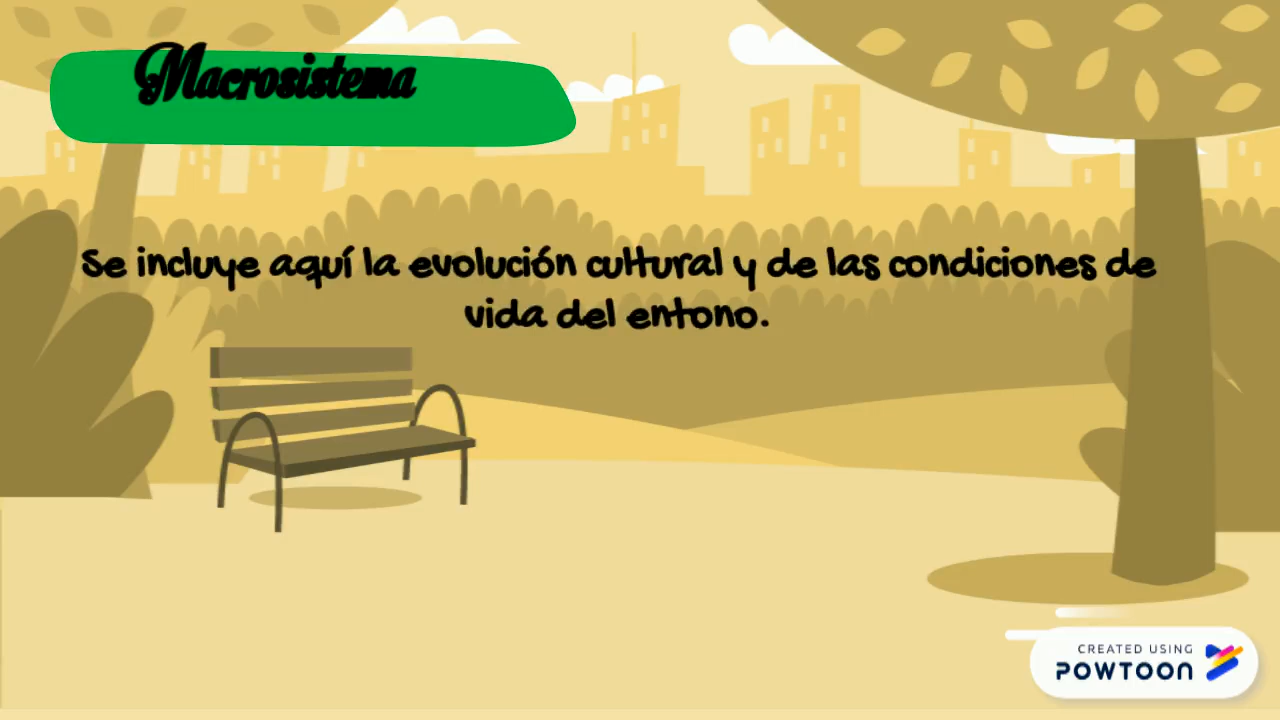 Macrosistema
Se incluye aquí la evolución cultural y de las condiciones de
vida del entono.
CREATED USING
POWTOON